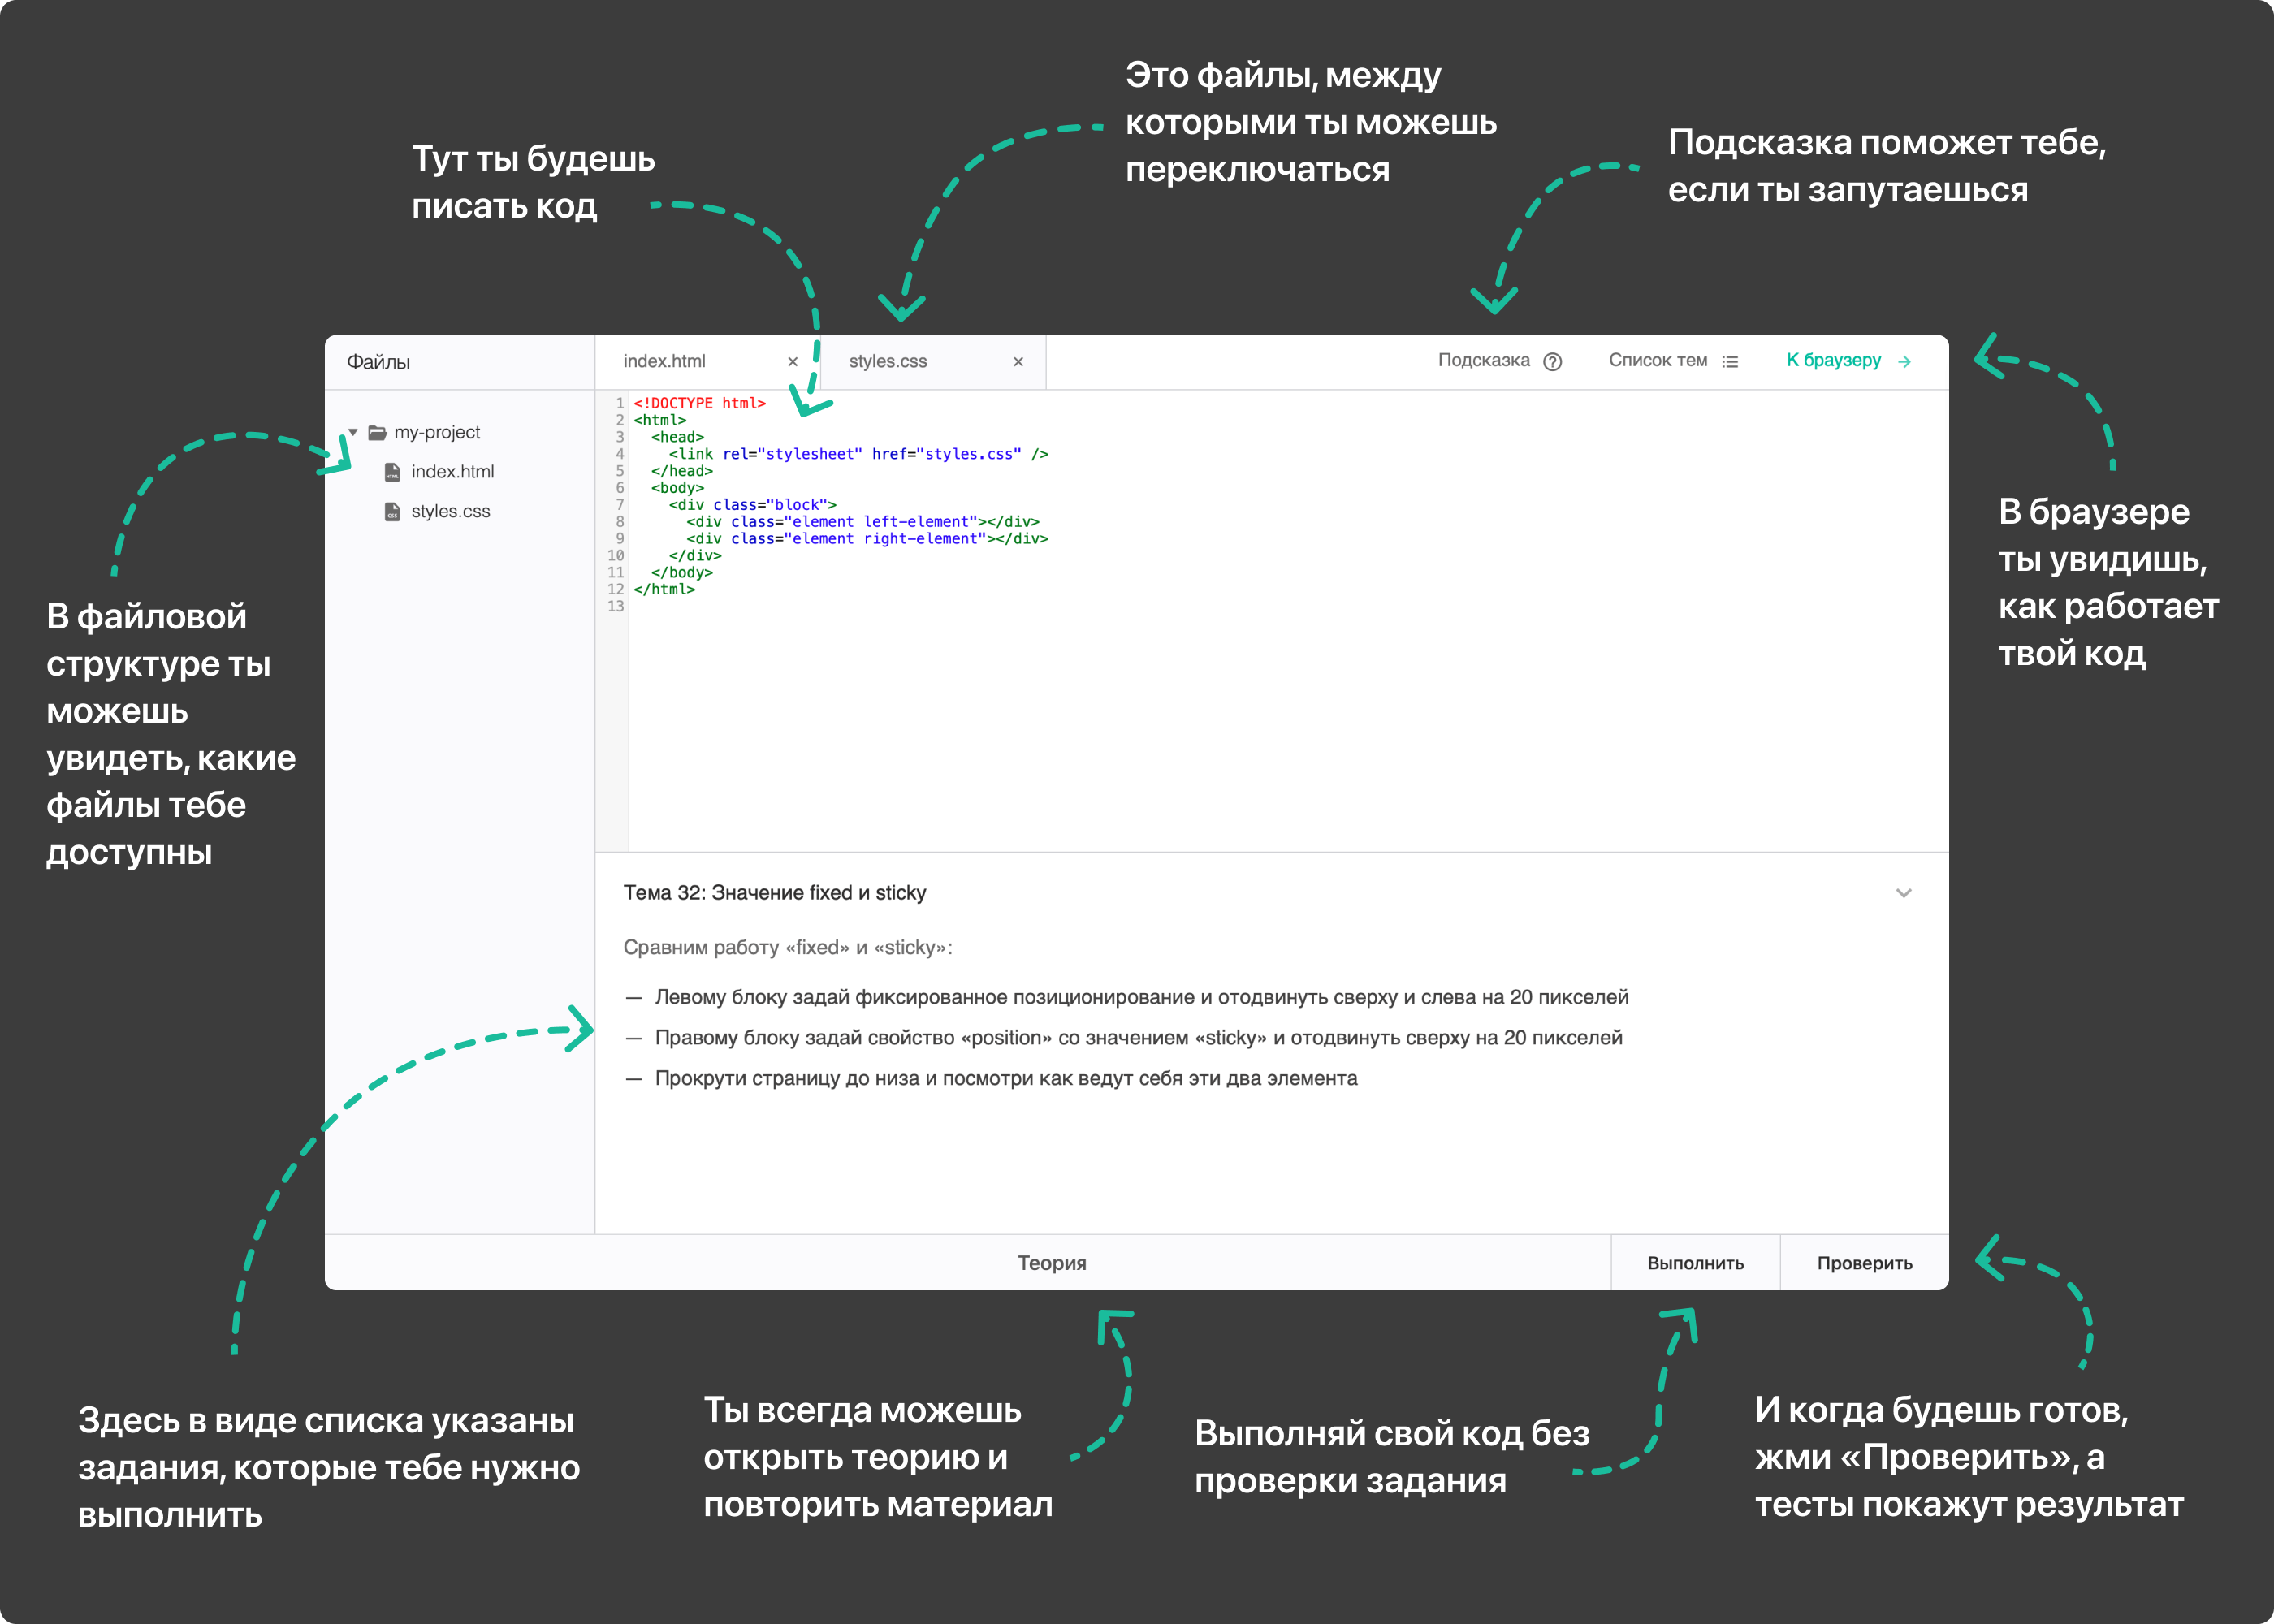 Это файлы, между
которыми ты можешь
переключаться
Тут ты будешь
писать код
Подсказка поможет тебе,
если ты запутаешься
Файлы
index.html ×
styles.css ×
Подсказка ?
Список тем
К браузеру →
my-project
index.html
styles.css
1 <!DOCTYPE html>
2 <html>
3 <head>
4 <link rel="stylesheet" href="styles.css" />
5 </head>
6 <body>
7 <div class="block">
8 <div class="element left-element"></div>
9 <div class="element right-element"></div>
10 </div>
11 </body>
12 </html>
13
В файловой
структуре ты
можешь
увидеть, какие
файлы тебе
доступны
В браузере
ты увидишь,
как работает
твой код
Тема 32: Значение fixed и sticky
Сравним работу «fixed» и «sticky»:
— Левому блоку задай фиксированное позиционирование и отодвинуть сверху и слева на 20 пикселей
— Правому блоку задай свойство «position» со значением «sticky» и отодвинуть сверху на 20 пикселей
— Прокрути страницу до низа и посмотри как ведут себя эти два элемента
Теория
Выполнить
Проверить
Здесь в виде списка указаны
задания, которые тебе нужно
выполнить
Ты всегда можешь
открыть теорию и
повторить материал
Выполняй свой код без
проверки задания
И когда будешь готов,
жми «Проверить», а
тесты покажут результат